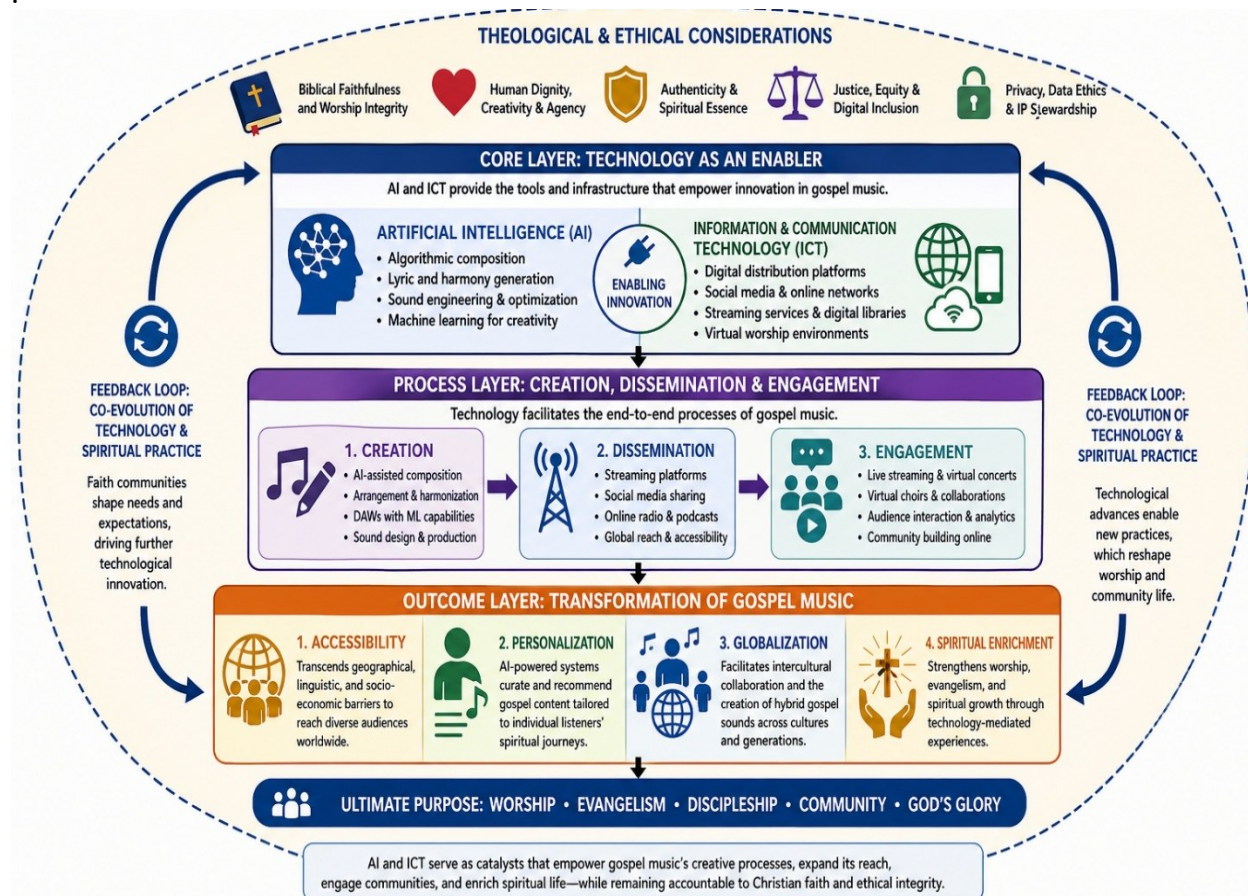 THEOLOGICAL & ETHICAL CONSIDERATIONS
Biblical Faithfulness
and Worship Integrity
Human Dignity,
Creativity & Agency
Authenticity &
Spiritual Essence
Justice, Equity &
Digital Inclusion
Privacy, Data Ethics
& IP Stewardship
CORE LAYER: TECHNOLOGY AS AN ENABLER
AI and ICT provide the tools and infrastructure that empower innovation in gospel music.
ARTIFICIAL INTELLIGENCE (AI)
• Algorithmic composition
• Lyric and harmony generation
• Sound engineering & optimization
• Machine learning for creativity
ENABLING
INNOVATION
INFORMATION & COMMUNICATION
TECHNOLOGY (ICT)
• Digital distribution platforms
• Social media & online networks
• Streaming services & digital libraries
• Virtual worship environments
FEEDBACK LOOP:
CO-EVOLUTION OF
TECHNOLOGY &
SPIRITUAL PRACTICE
Faith communities
shape needs and
expectations,
driving further
technological
innovation.
PROCESS LAYER: CREATION, DISSEMINATION & ENGAGEMENT
Technology facilitates the end-to-end processes of gospel music.
1. CREATION
• AI-assisted composition
• Arrangement & harmonization
• DAWs with ML capabilities
• Sound design & production
2. DISSEMINATION
• Streaming platforms
• Social media sharing
• Online radio & podcasts
• Global reach & accessibility
3. ENGAGEMENT
• Live streaming & virtual concerts
• Virtual choirs & collaborations
• Audience interaction & analytics
• Community building online
FEEDBACK LOOP:
CO-EVOLUTION OF
TECHNOLOGY &
SPIRITUAL PRACTICE
Technological
advances enable
new practices,
which reshape
worship and
community life.
OUTCOME LAYER: TRANSFORMATION OF GOSPEL MUSIC
1. ACCESSIBILITY
Transcends geographical,
linguistic, and socio-
economic barriers to
reach diverse audiences
worldwide.
2. PERSONALIZATION
AI-powered systems
curate and recommend
gospel content tailored
to individual listeners'
spiritual journeys.
3. GLOBALIZATION
Facilitates intercultural
collaboration and the
creation of hybrid gospel
sounds across cultures
and generations.
4. SPIRITUAL ENRICHMENT
Strengthens worship,
evangelism, and
spiritual growth through
technology-mediated
experiences.
ULTIMATE PURPOSE: WORSHIP • EVANGELISM • DISCIPLESHIP • COMMUNITY • GOD'S GLORY
AI and ICT serve as catalysts that empower gospel music's creative processes, expand its reach,
engage communities, and enrich spiritual life—while remaining accountable to Christian faith and ethical integrity.